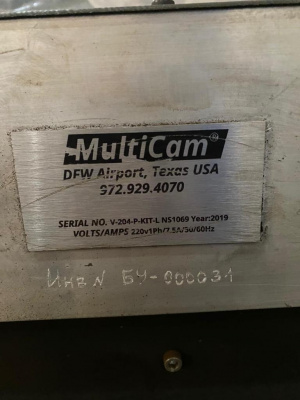 MultiCam®
DFW Airport, Texas USA
972.929.4070
SERIAL NO. V-204-P-KIT-L NS1069 Year:2019
VOLTS/AMPS 220v1Ph/7.5A/50/60Hz
Инв N БУ-000031